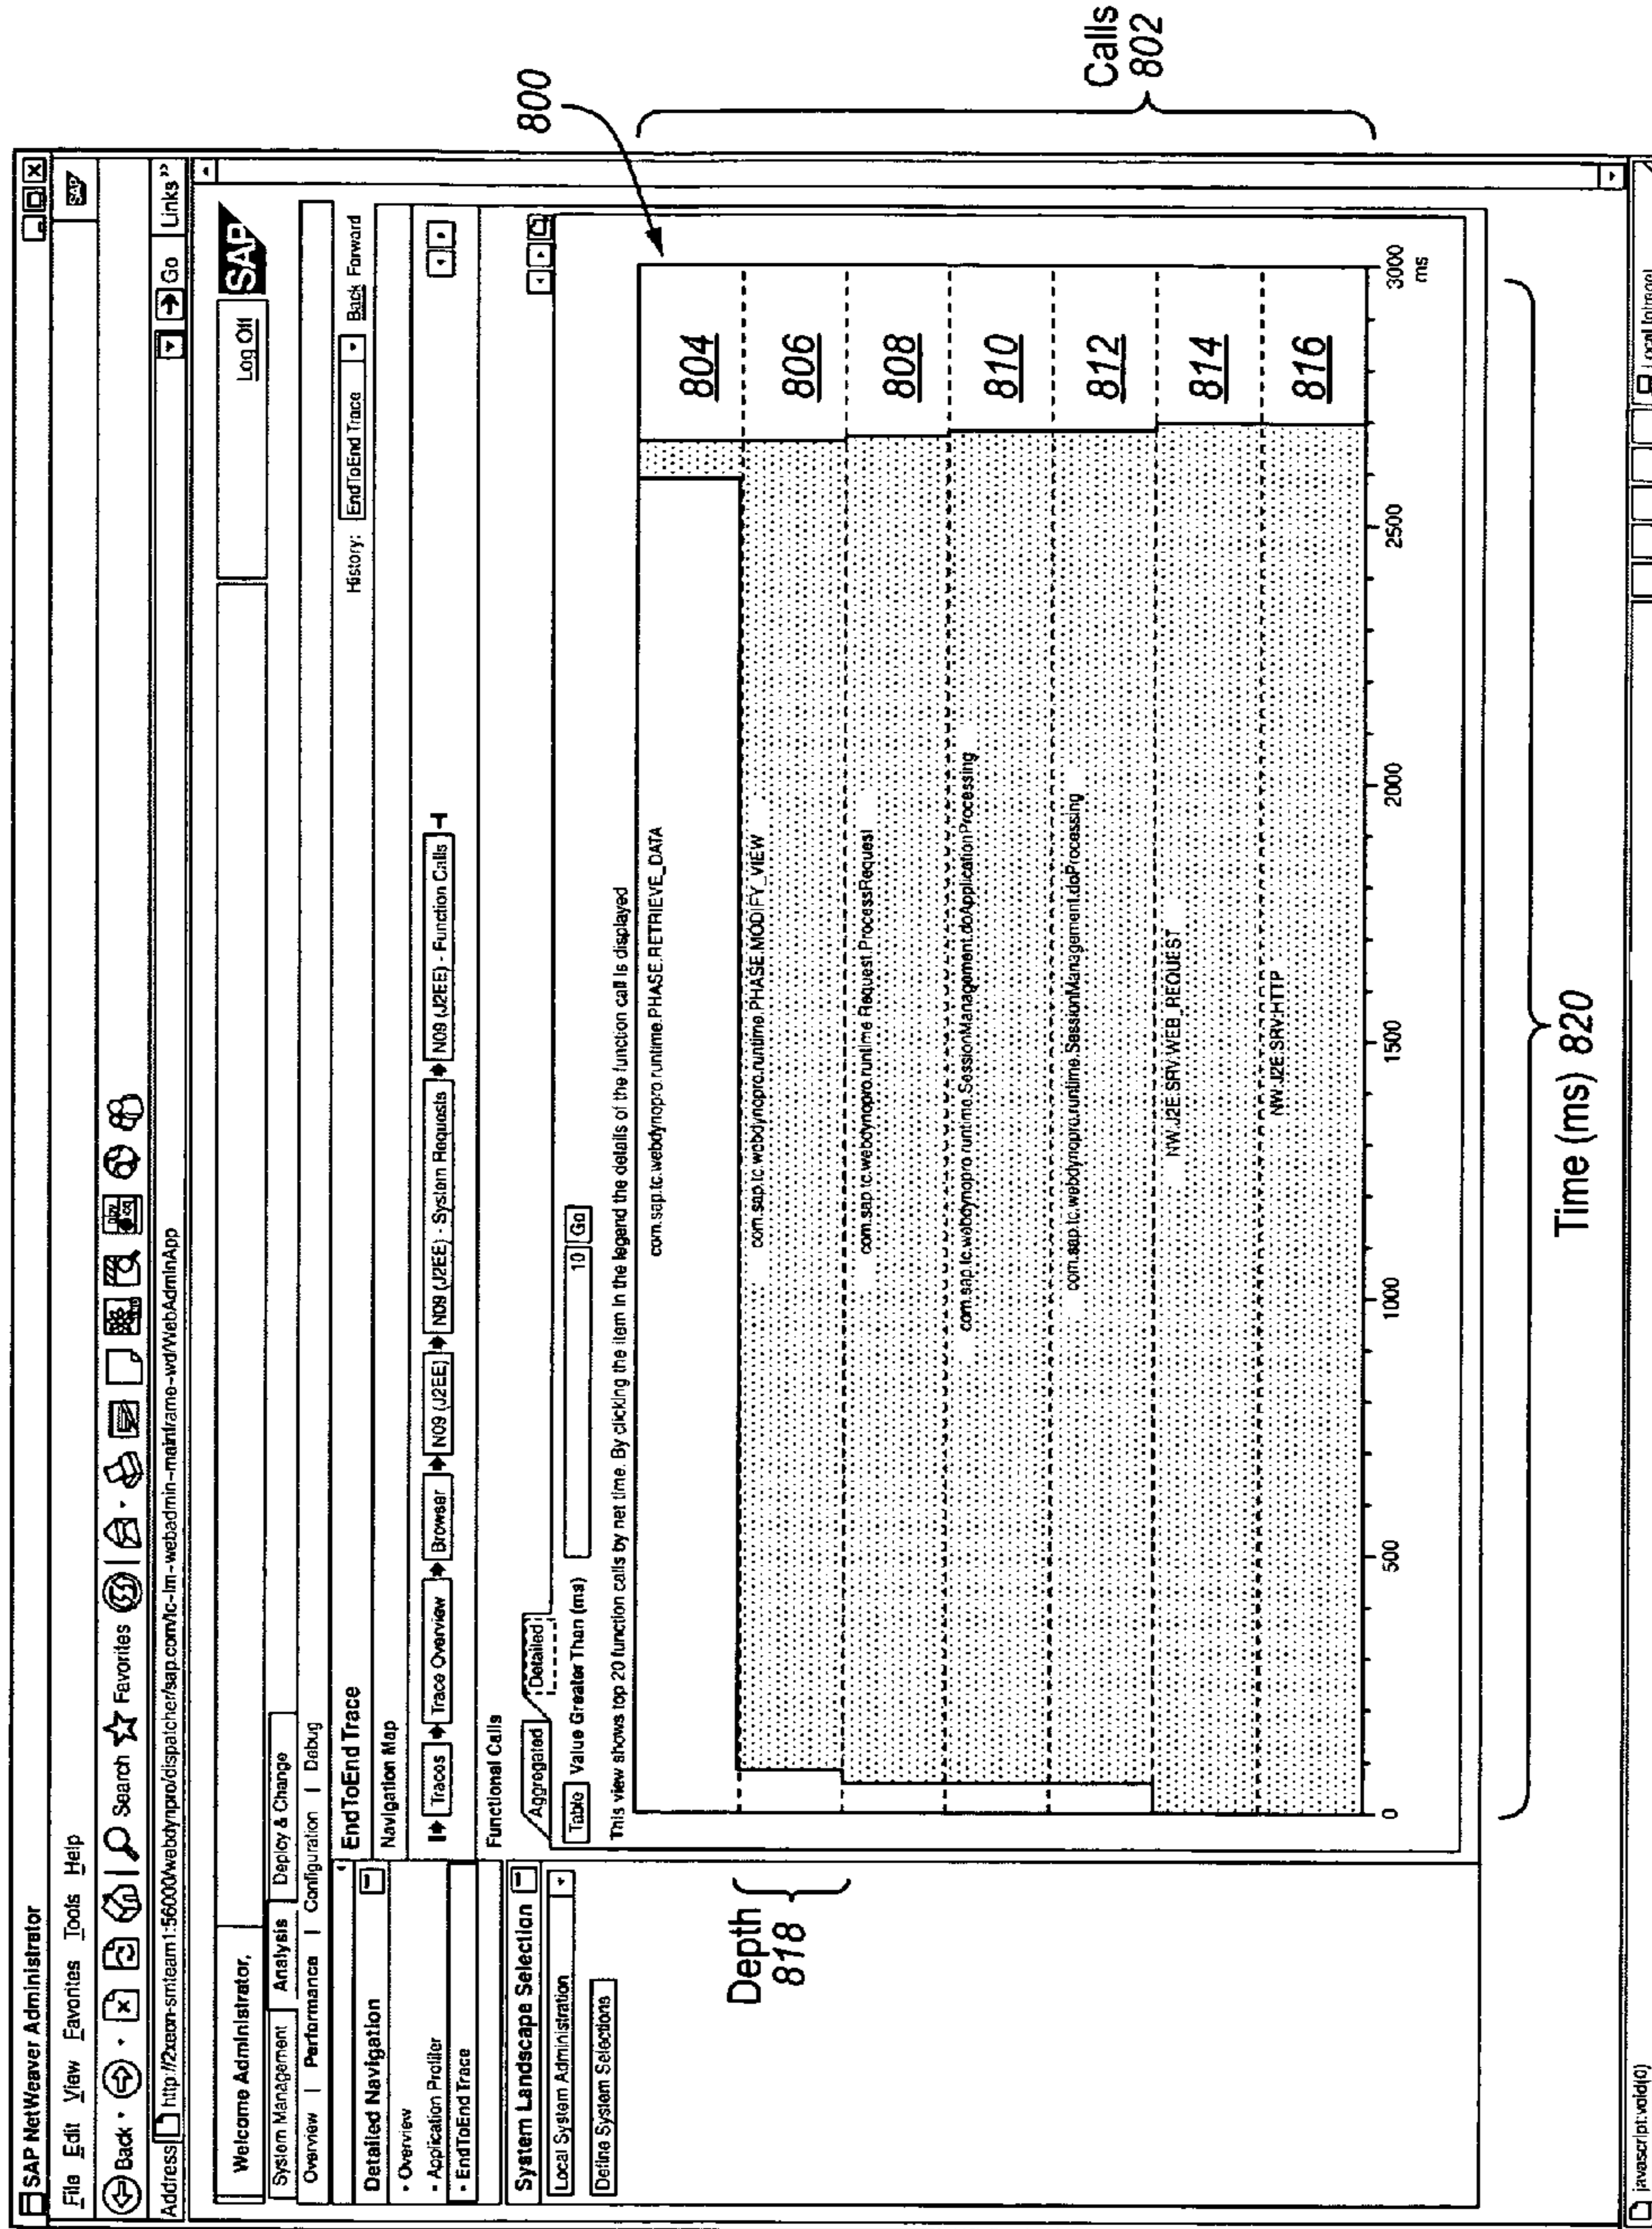 SAP NetWeaver Administrator
File Edit View Favorites Tools Help
SAP
Back Search Favorites
Address http://2xeon-smteam1:56000/webdynpro/dispatcher/sap.com/tc~lm~webadmin~mainframe~wd/WebAdminApp Go Links »
Welcome Administrator,
Log Off
SAP
System Management Analysis Deploy & Change
Overview | Performance | Configuration | Debug
EndToEnd Trace
History: EndToEnd Trace Back Forward
Detailed Navigation
• Overview
• Application Profiler
• EndToEnd Trace
Navigation Map
Traces Trace Overview Browser N09 (J2EE) N09 (J2EE) - System Requests N09 (J2EE) - Function Calls
Functional Calls
System Landscape Selection
Local System Administration
Define System Selections
Aggregated Detailed
Table Value Greater Than (ms) 10 Go
This view shows top 20 function calls by net time. By clicking the item in the legend the details of the function call is displayed
800
Calls
802
Depth
818
com.sap.tc.webdynopro.runtime.PHASE.RETRIEVE_DATA
804
com.sap.tc.webdynopro.runtime.PHASE.MODIFY_VIEW
806
com.sap.tc.webdynopro.runtime.Request.ProcessRequest
808
com.sap.tc.webdynopro.runtime.SessionManagement.doApplicationProcessing
810
com.sap.tc.webdynopro.runtime.SessionManagement.doProcessing
812
NW.J2E.SRV.WEB_REQUEST
814
NW.J2E.SRV.HTTP
816
0 500 1000 1500 2000 2500 3000
ms
Time (ms) 820
javascript:void(0)
Local Intranet